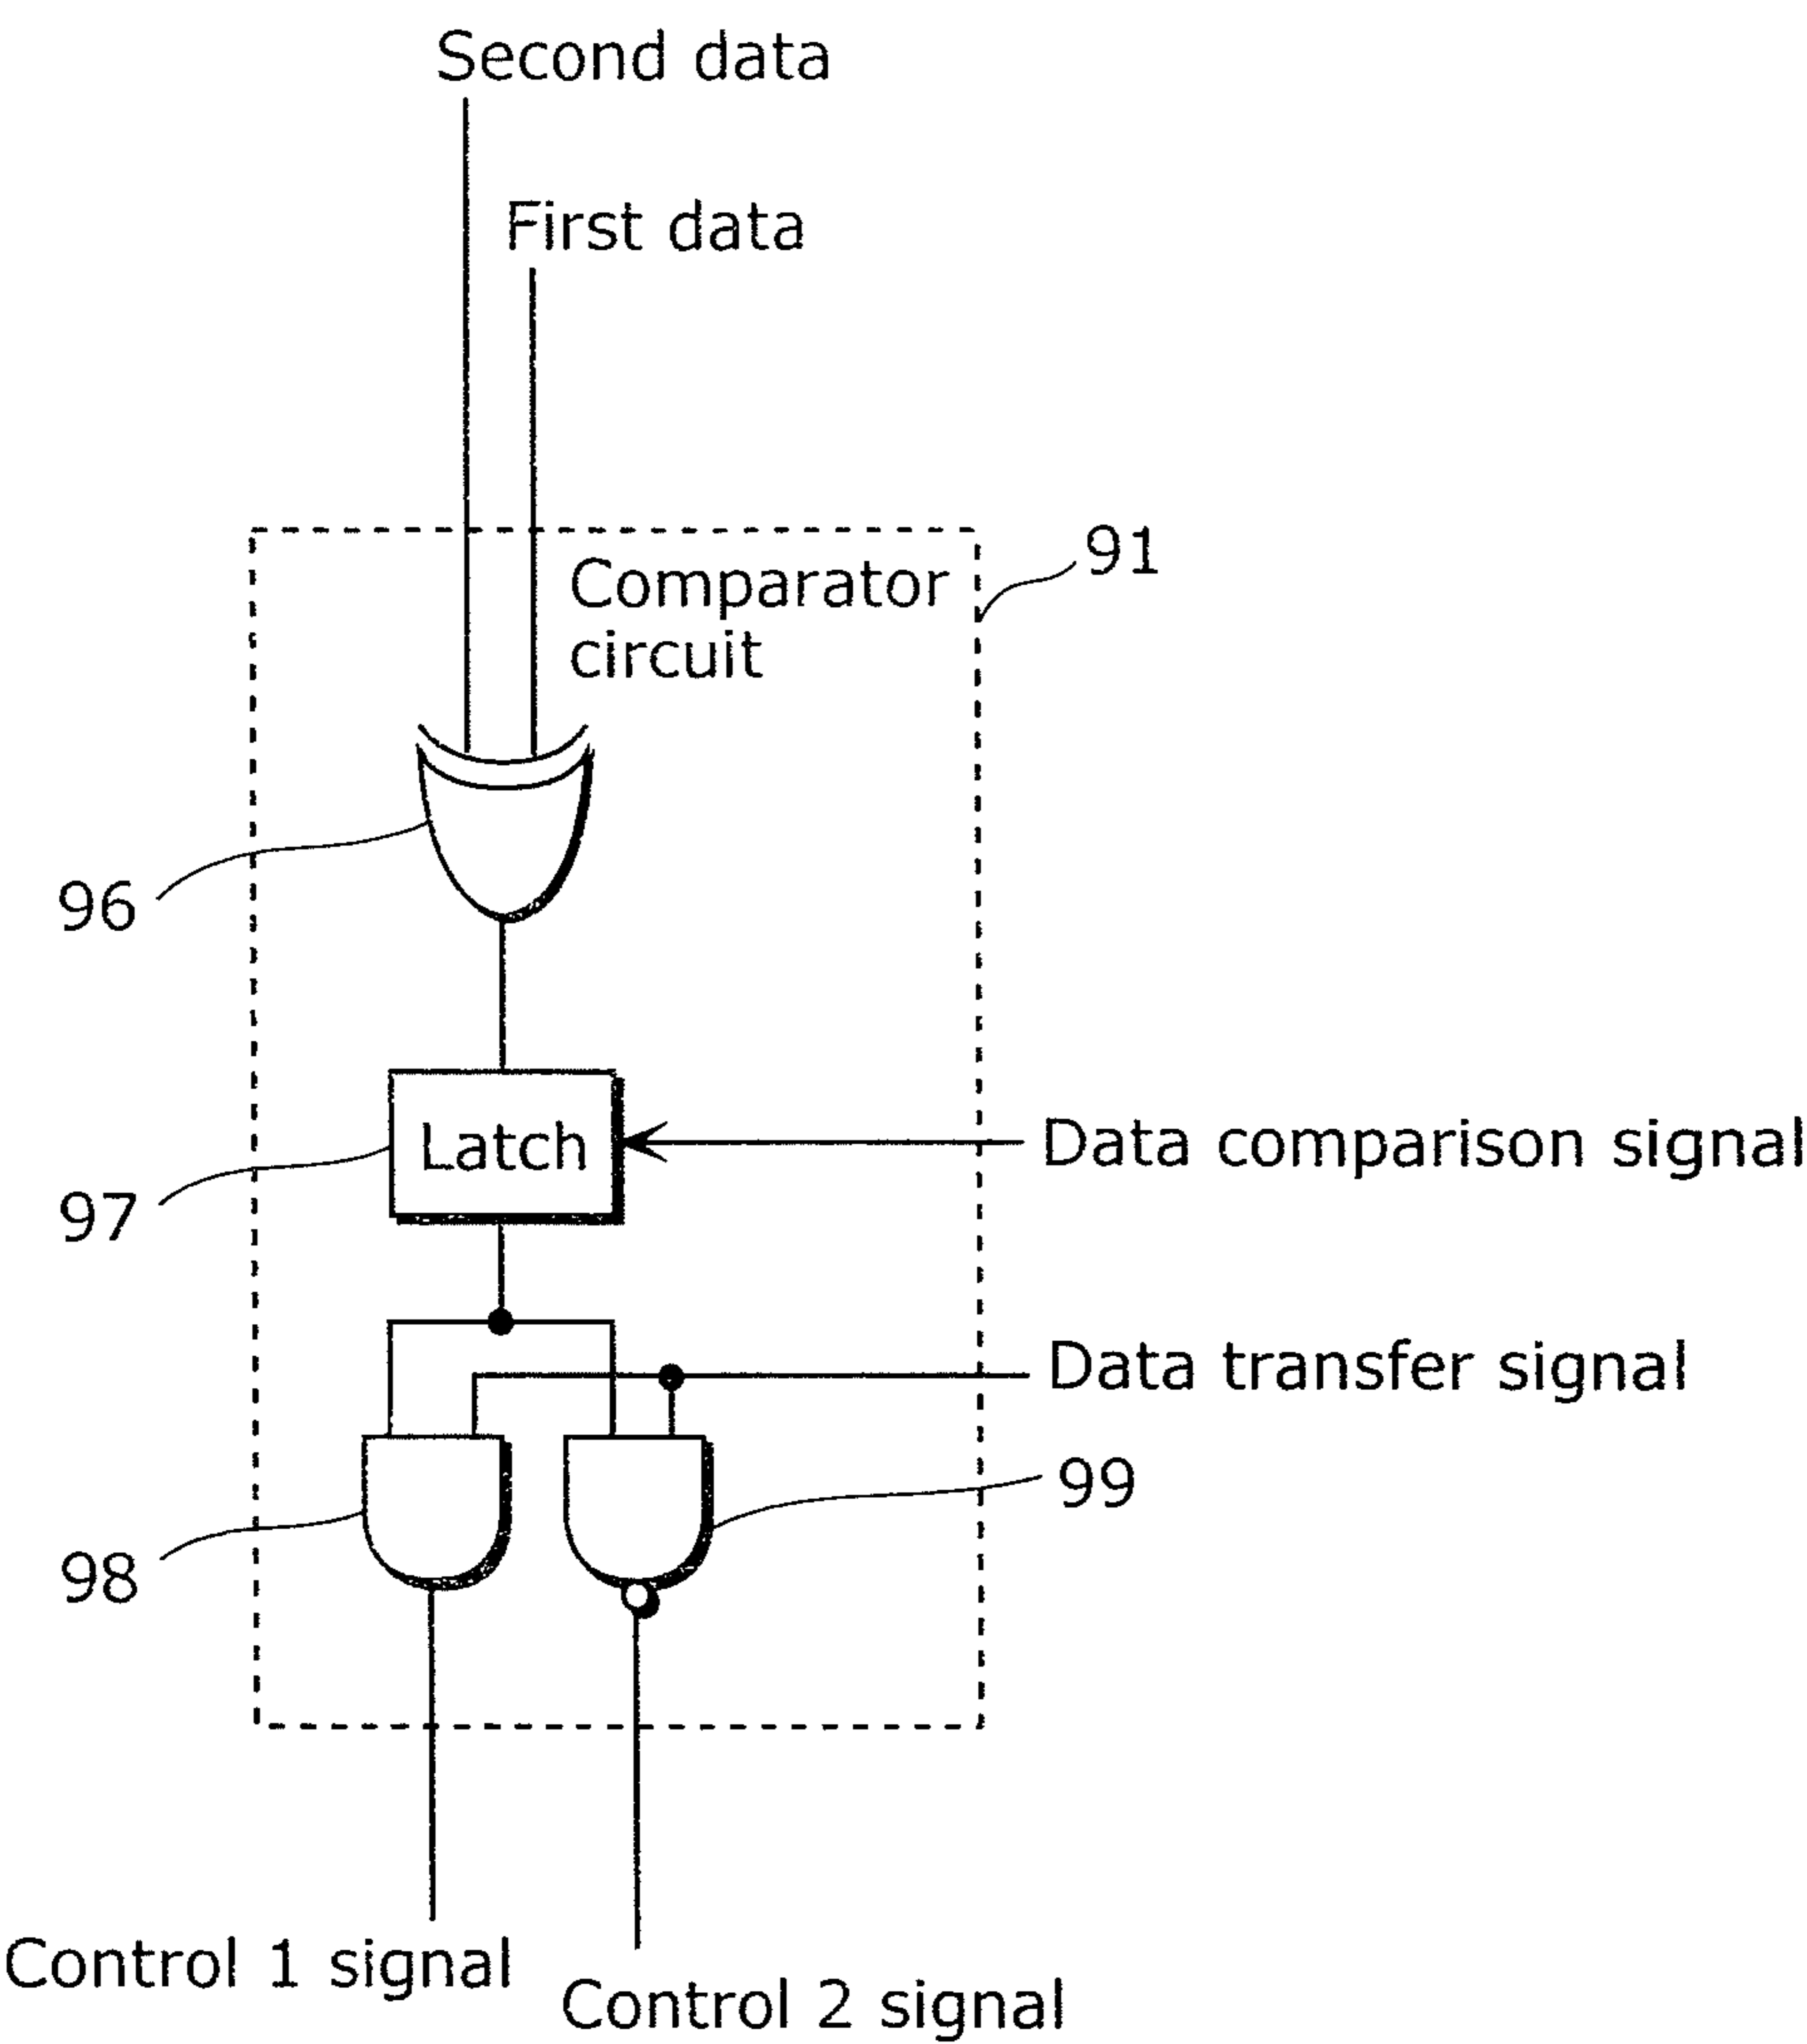 Second data
First data
91
Comparator
circuit
96
Latch
Data comparison signal
97
Data transfer signal
99
98
Control 1 signal
Control 2 signal